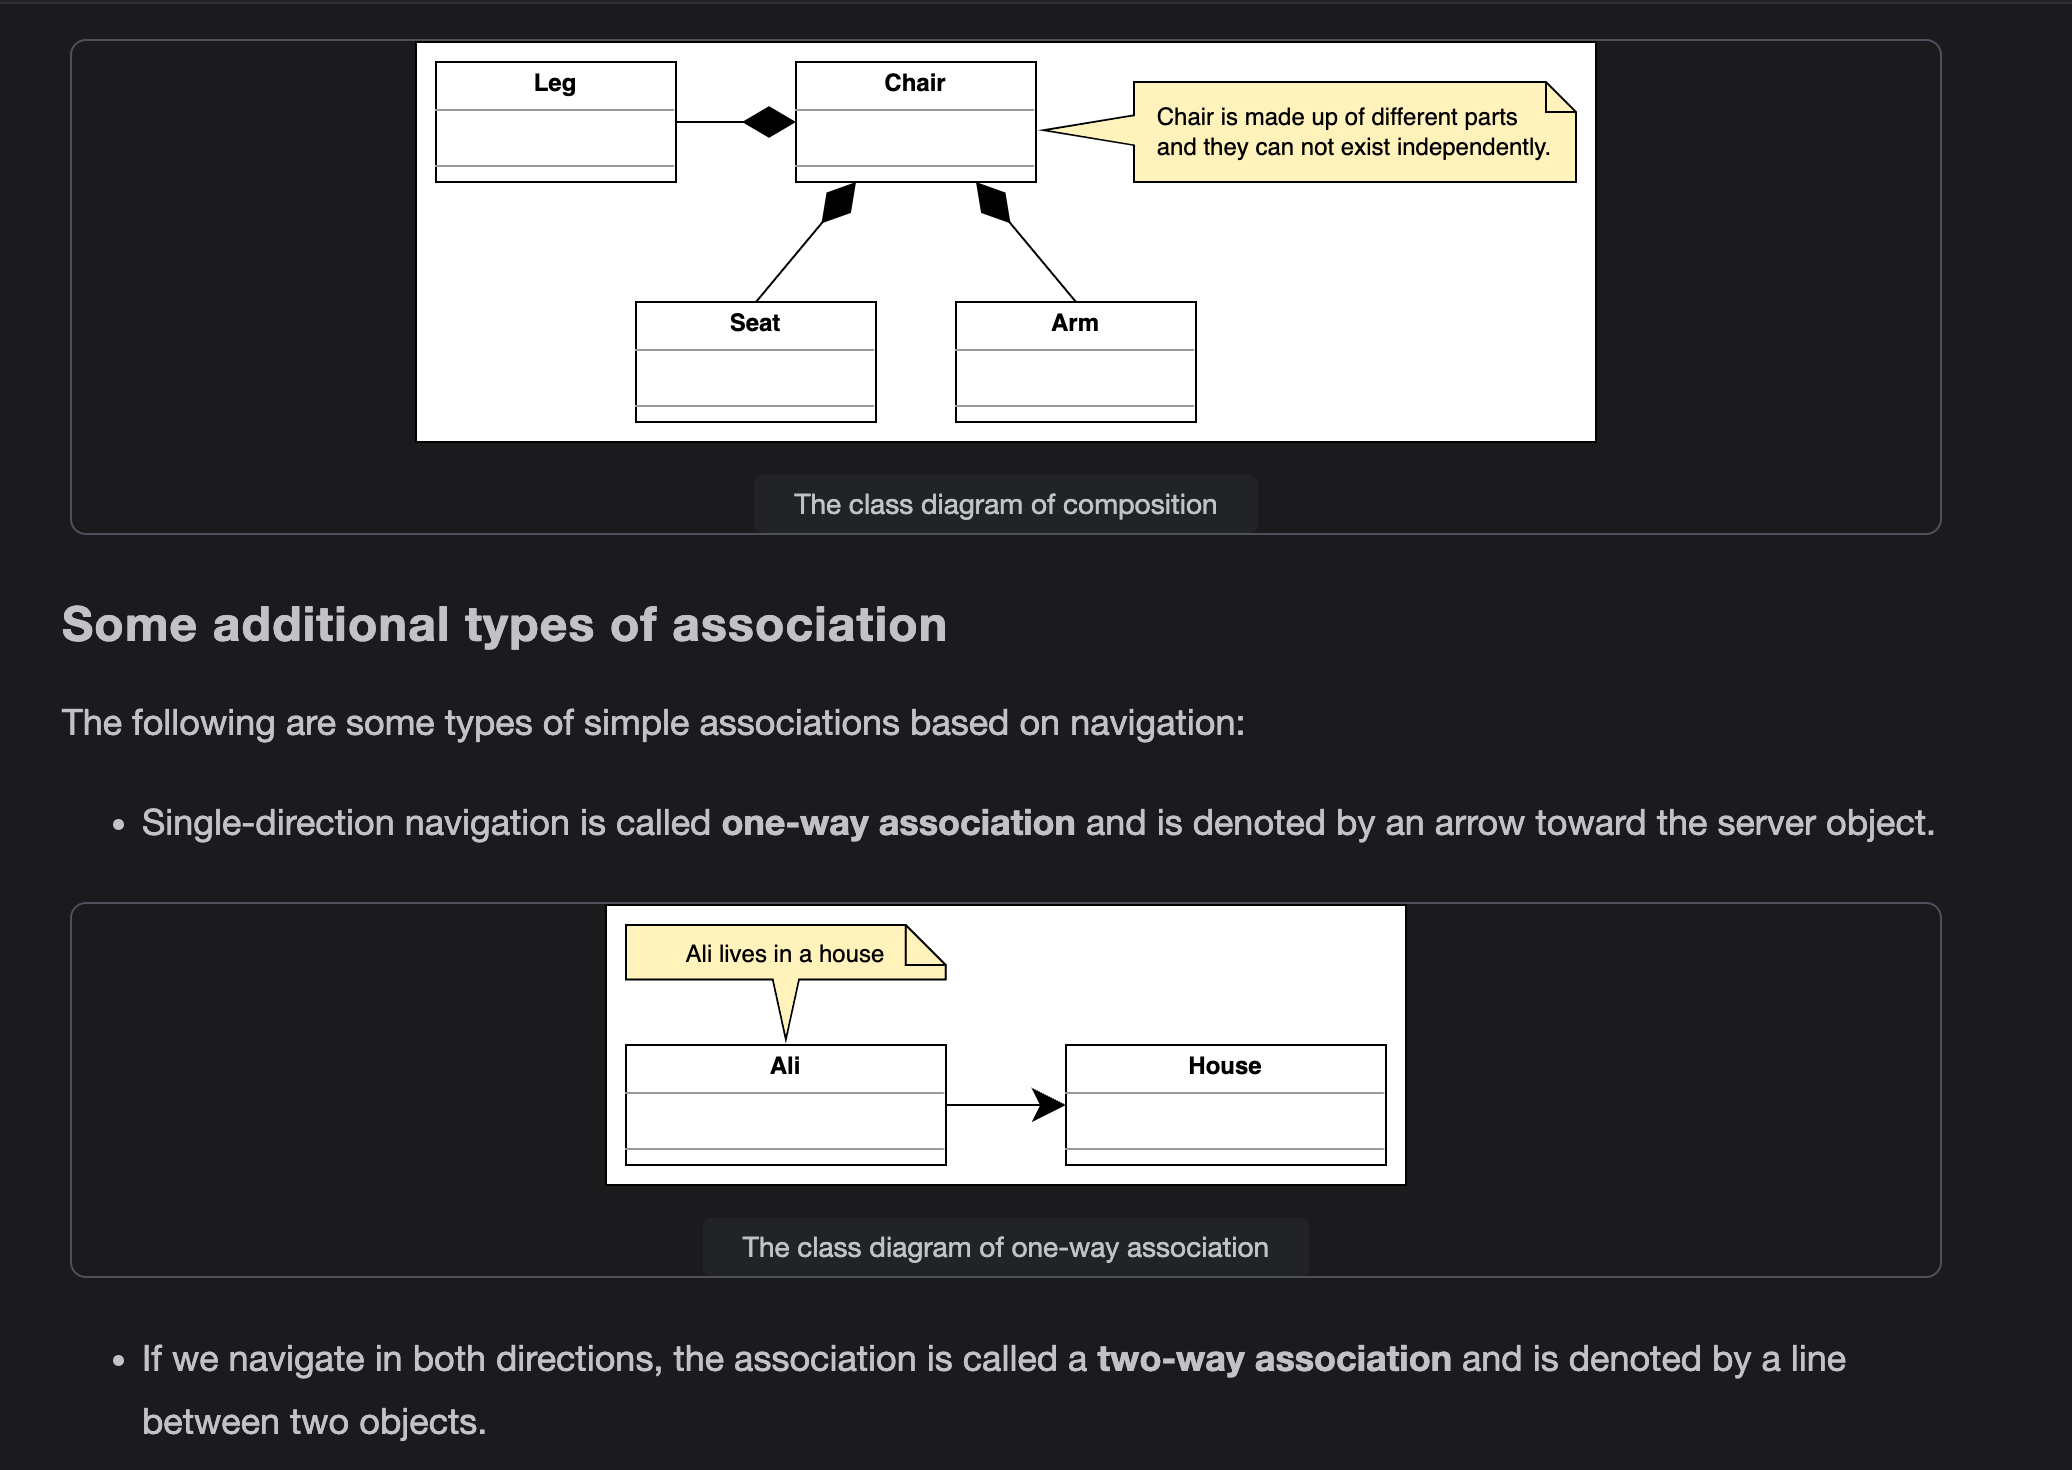 Leg
Chair
Chair is made up of different parts
and they can not exist independently.
Seat
Arm
The class diagram of composition
Some additional types of association
The following are some types of simple associations based on navigation:
• Single-direction navigation is called one-way association and is denoted by an arrow toward the server object.
Ali lives in a house
Ali
House
The class diagram of one-way association
• If we navigate in both directions, the association is called a two-way association and is denoted by a line
between two objects.